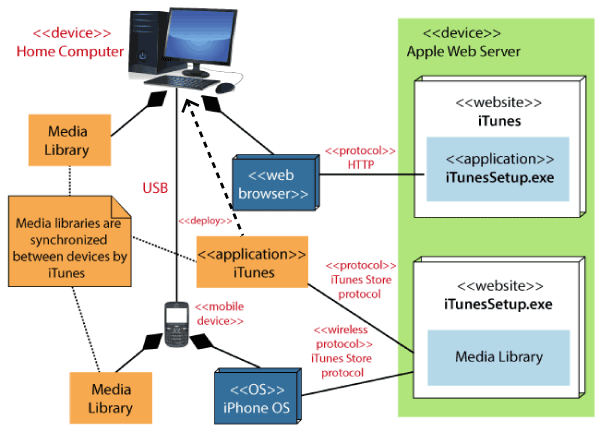 <<device>>
Home Computer
<<device>>
Apple Web Server
<<website>>
iTunes
<<application>>
iTunesSetup.exe
Media
Library
<<protocol>>
HTTP
<<web
browser>>
USB
<<deploy>>
Media libraries are
synchronized
between devices by
iTunes
<<application>>
iTunes
<<protocol>>
iTunes Store
protocol
<<website>>
iTunesSetup.exe
Media Library
<<mobile
device>>
<<wireless
protocol>>
iTunes Store
protocol
Media
Library
<<OS>>
iPhone OS